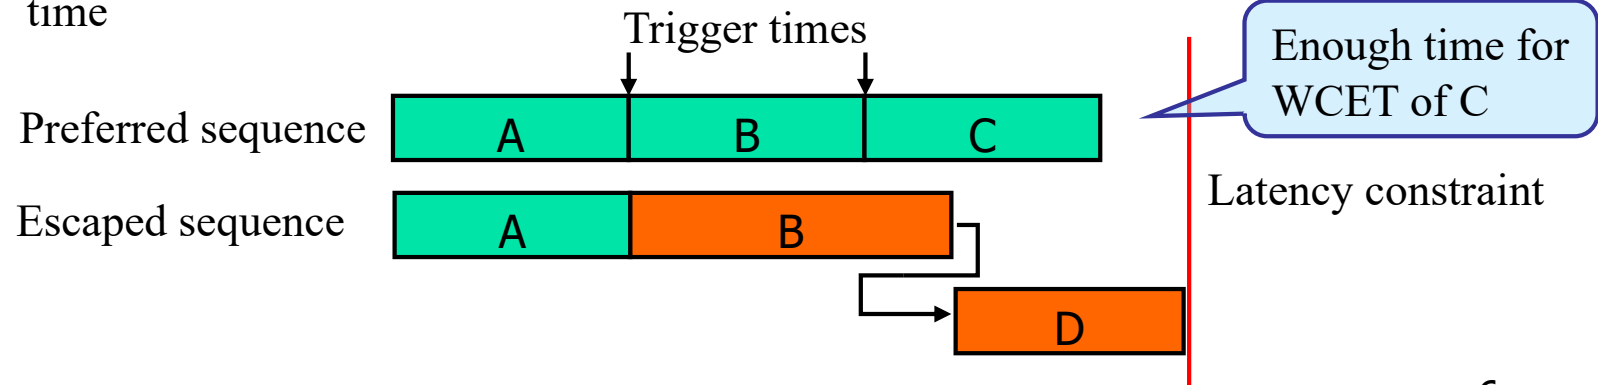 time
Trigger times
Enough time for
WCET of C
Preferred sequence
A
B
C
Latency constraint
Escaped sequence
A
B
D